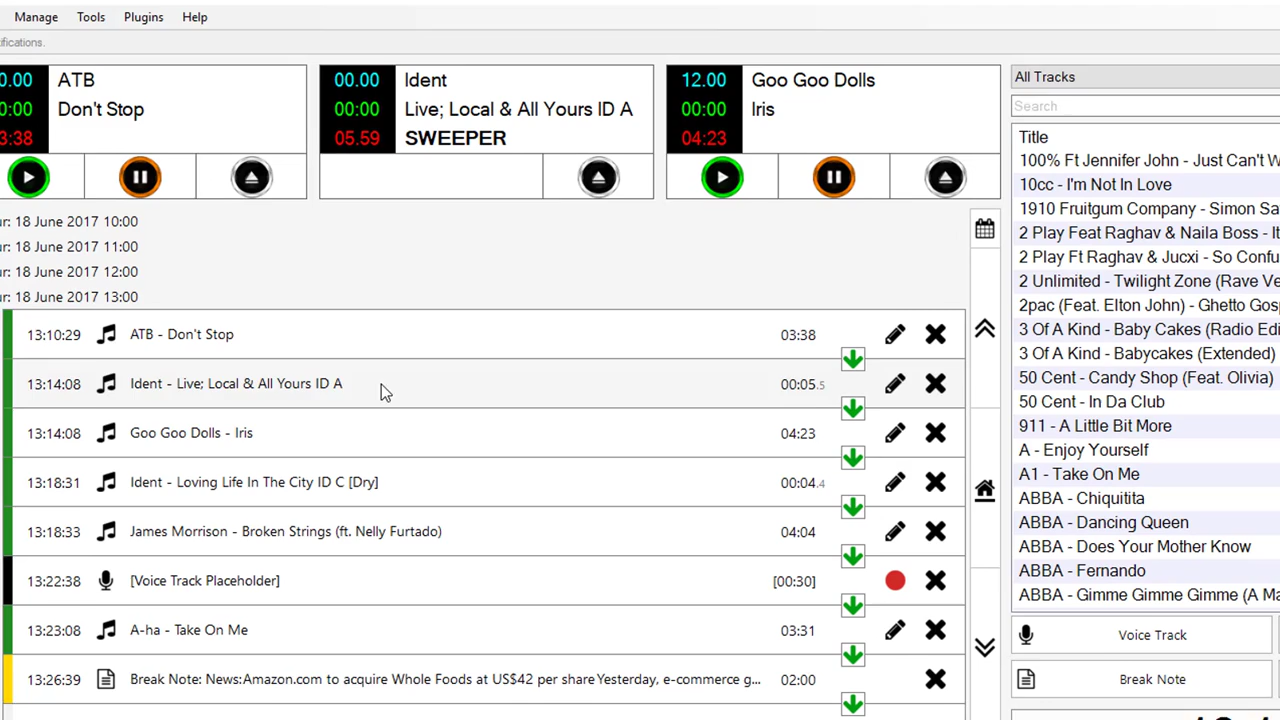 Manage Tools Plugins Help
ifications.
0.00 ATB
0:00 Don't Stop
3:38
00.00 Ident
00:00 Live; Local & All Yours ID A
05.59 SWEEPER
12.00 Goo Goo Dolls
00:00 Iris
04:23
ur: 18 June 2017 10:00
ur: 18 June 2017 11:00
ur: 18 June 2017 12:00
ur: 18 June 2017 13:00
13:10:29 ATB - Don't Stop 03:38
13:14:08 Ident - Live; Local & All Yours ID A 00:05.5
13:14:08 Goo Goo Dolls - Iris 04:23
13:18:31 Ident - Loving Life In The City ID C [Dry] 00:04.4
13:18:33 James Morrison - Broken Strings (ft. Nelly Furtado) 04:04
13:22:38 [Voice Track Placeholder] [00:30]
13:23:08 A-ha - Take On Me 03:31
13:26:39 Break Note: News:Amazon.com to acquire Whole Foods at US$42 per share Yesterday, e-commerce g... 02:00
All Tracks
Search
Title
100% Ft Jennifer John - Just Can't W
10cc - I'm Not In Love
1910 Fruitgum Company - Simon Sa
2 Play Feat Raghav & Naila Boss - It
2 Play Ft Raghav & Jucxi - So Confu
2 Unlimited - Twilight Zone (Rave Ve
2pac (Feat. Elton John) - Ghetto Gosp
3 Of A Kind - Baby Cakes (Radio Edi
3 Of A Kind - Babycakes (Extended)
50 Cent - Candy Shop (Feat. Olivia)
50 Cent - In Da Club
911 - A Little Bit More
A - Enjoy Yourself
A1 - Take On Me
ABBA - Chiquitita
ABBA - Dancing Queen
ABBA - Does Your Mother Know
ABBA - Fernando
ABBA - Gimme Gimme Gimme (A Ma
Voice Track
Break Note